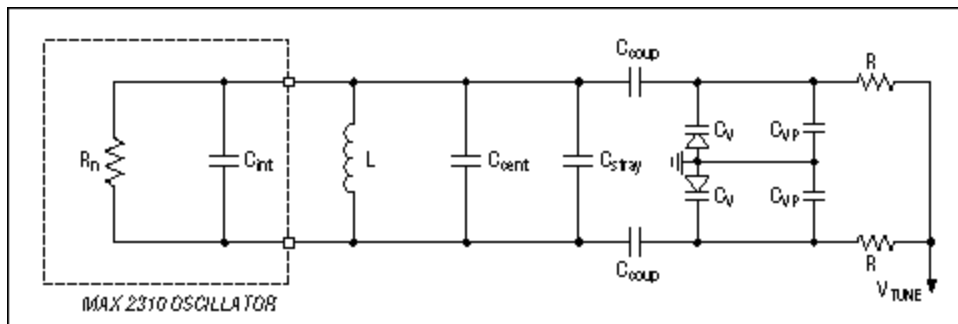 Ccoup
R
Rn
Cint
L
Ccent
Cstray
CV
CVP
CV
CVP
Ccoup
R
VTUNE
MAX 2310 OSCILLATOR